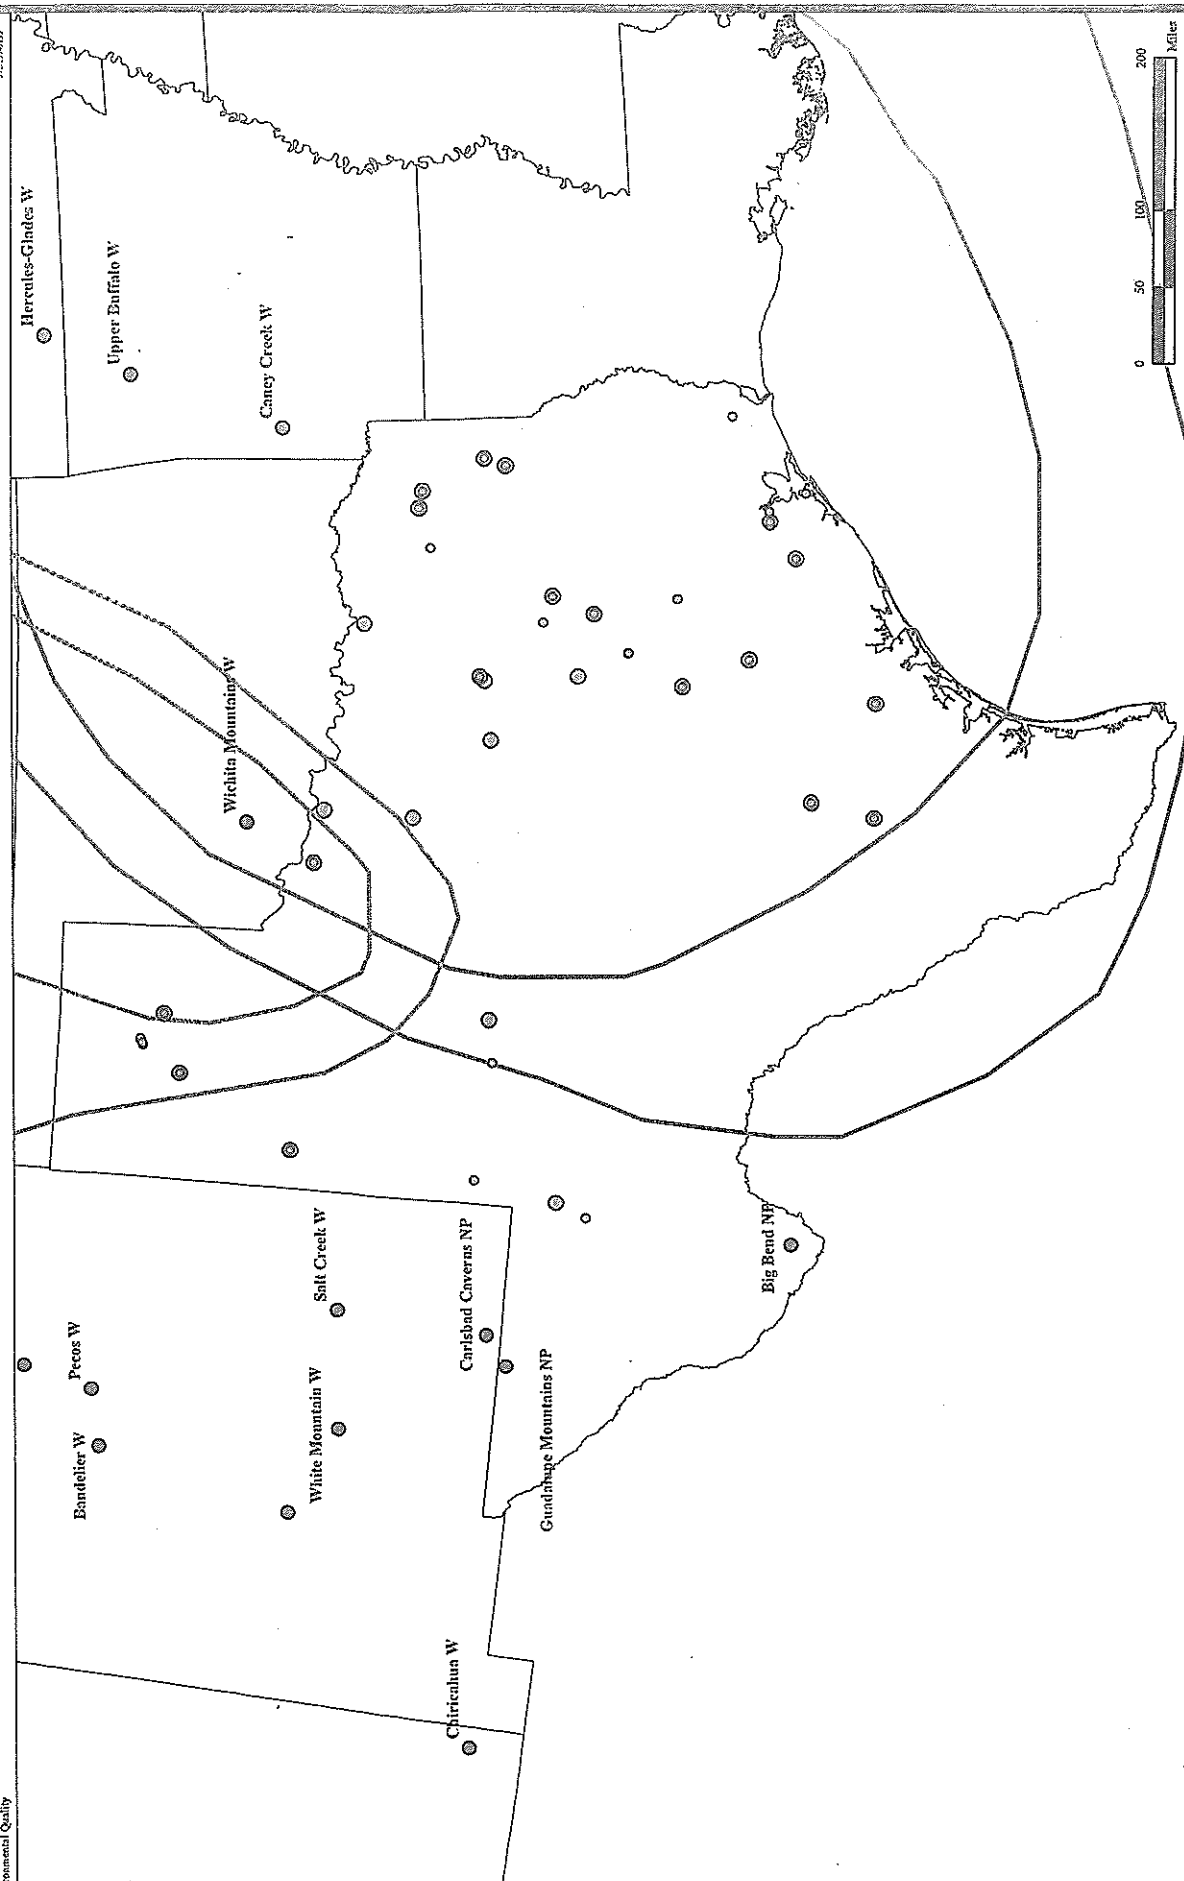 onmental Quality
Hercules-Glades W
Upper Buffalo W
Caney Creek W
Wichita Mountains W
Pecos W
Bandelier W
Salt Creek W
White Mountain W
Carlsbad Caverns NP
Guadalupe Mountains NP
Big Bend NP
Chiricahua W
0 50 100 200
Miles